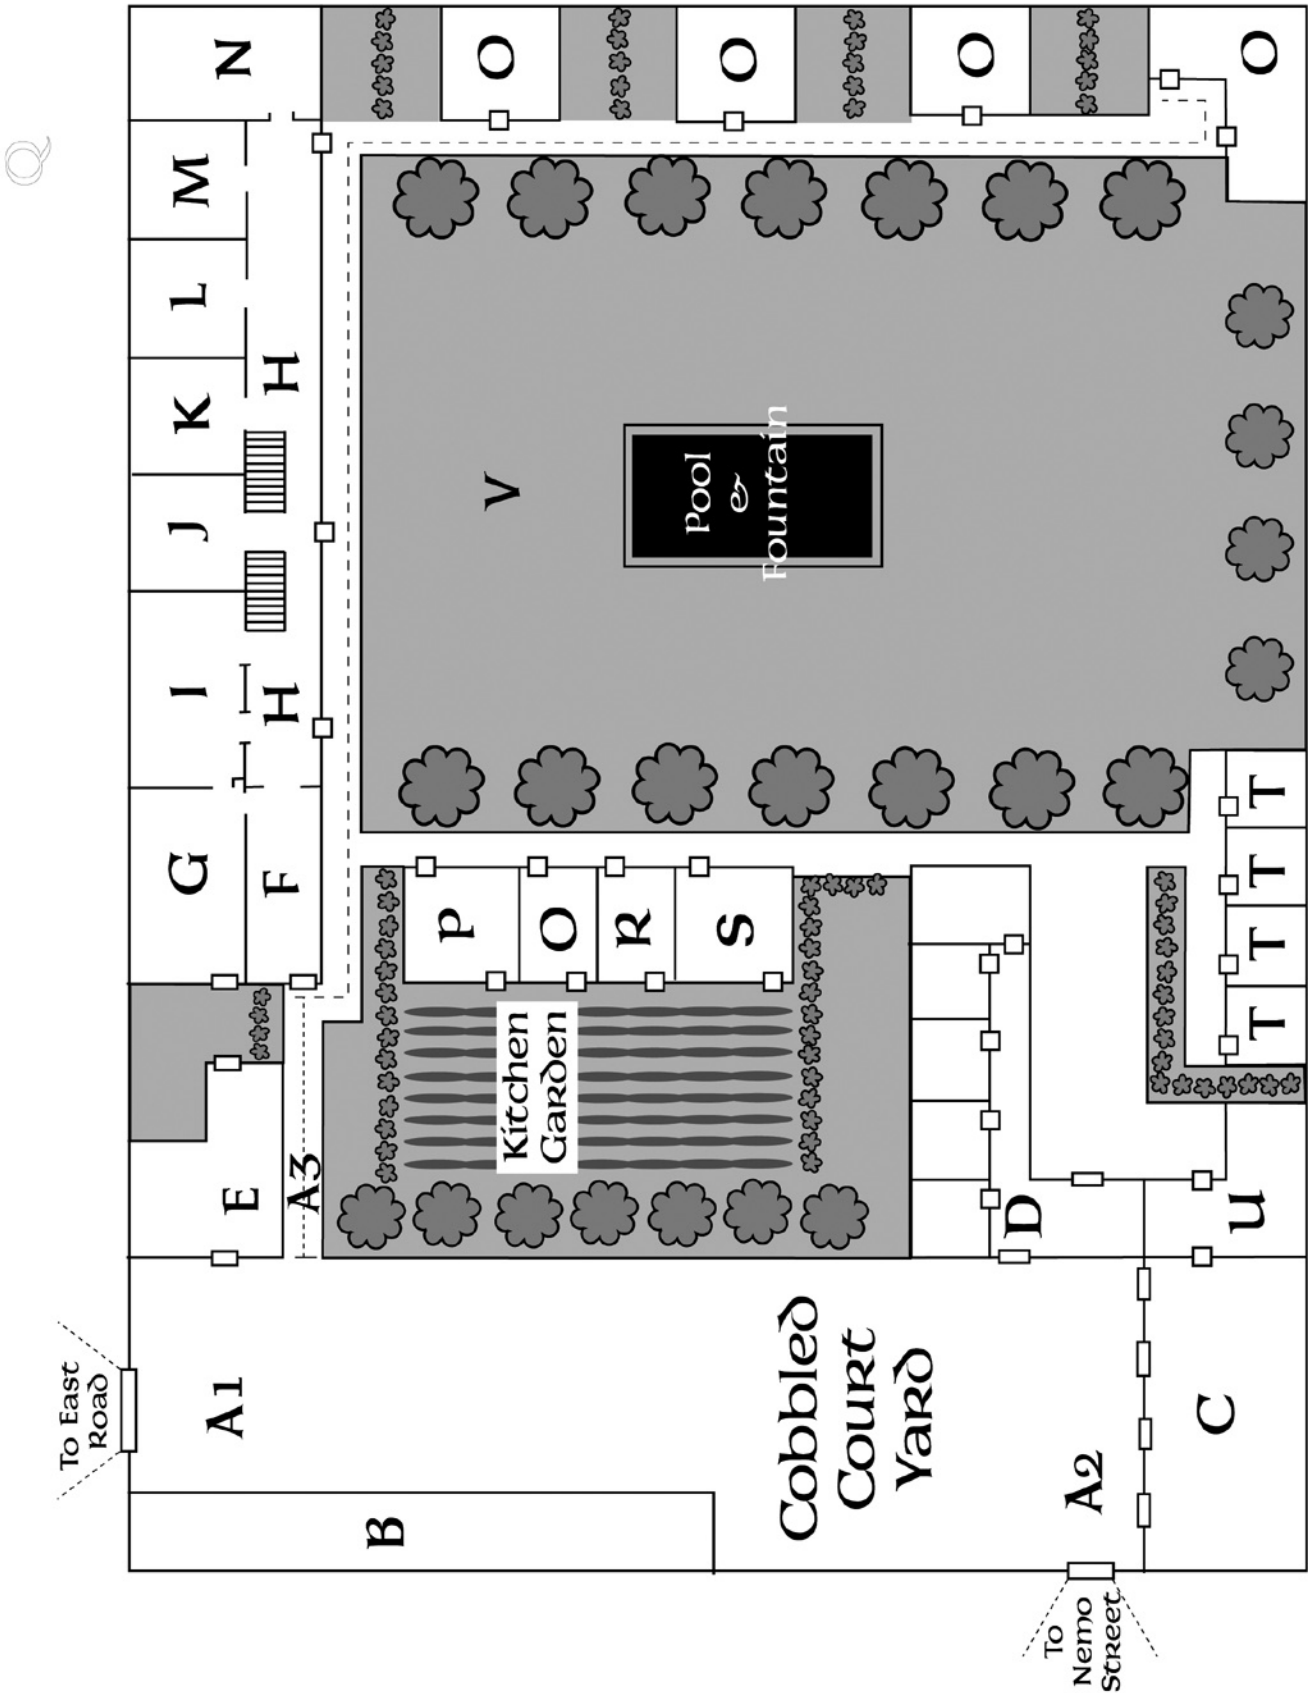 Q
To East
Road
G I J K L M
A1 E N
F H H
A3
B
P V O
Kitchen
Garden
O
R
Pool
&
Fountain
S O
Cobbled
Court
Yard
O
D
To
Nemo
Street
A2
C U T T T T O